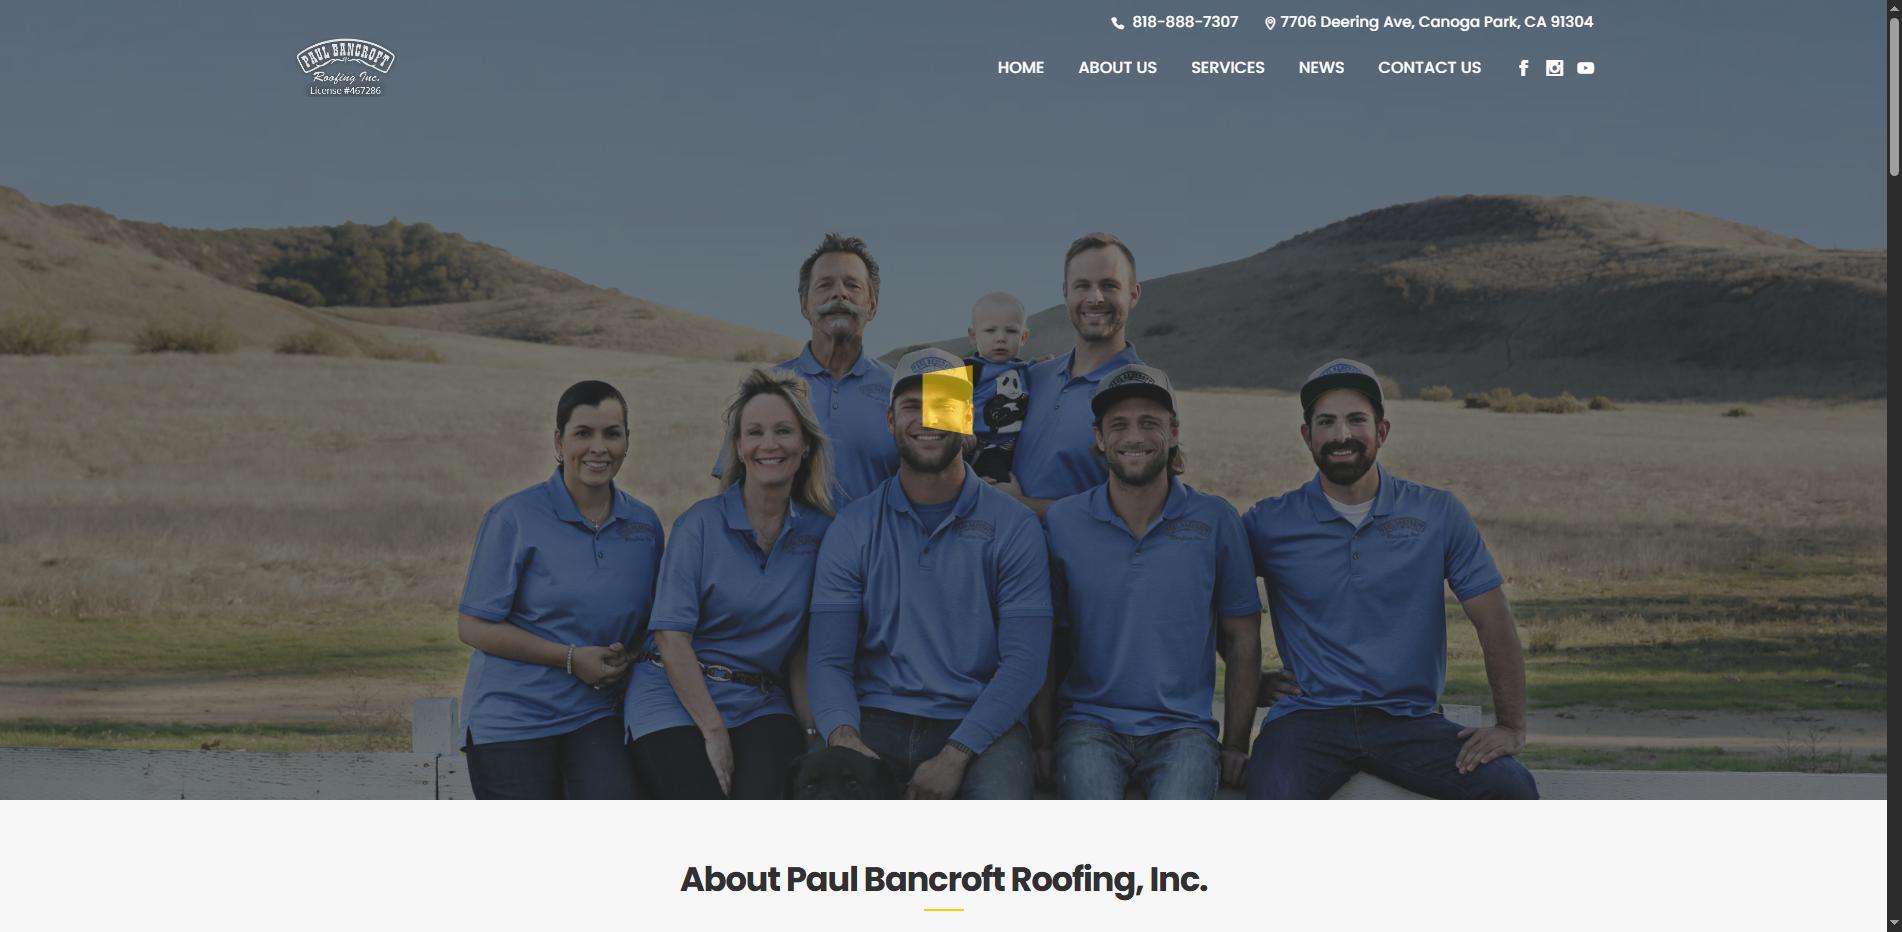 818-888-7307 7706 Deering Ave, Canoga Park, CA 91304
PAUL BANCROFT
Roofing Inc.
License #467286
HOME ABOUT US SERVICES NEWS CONTACT US
About Paul Bancroft Roofing, Inc.